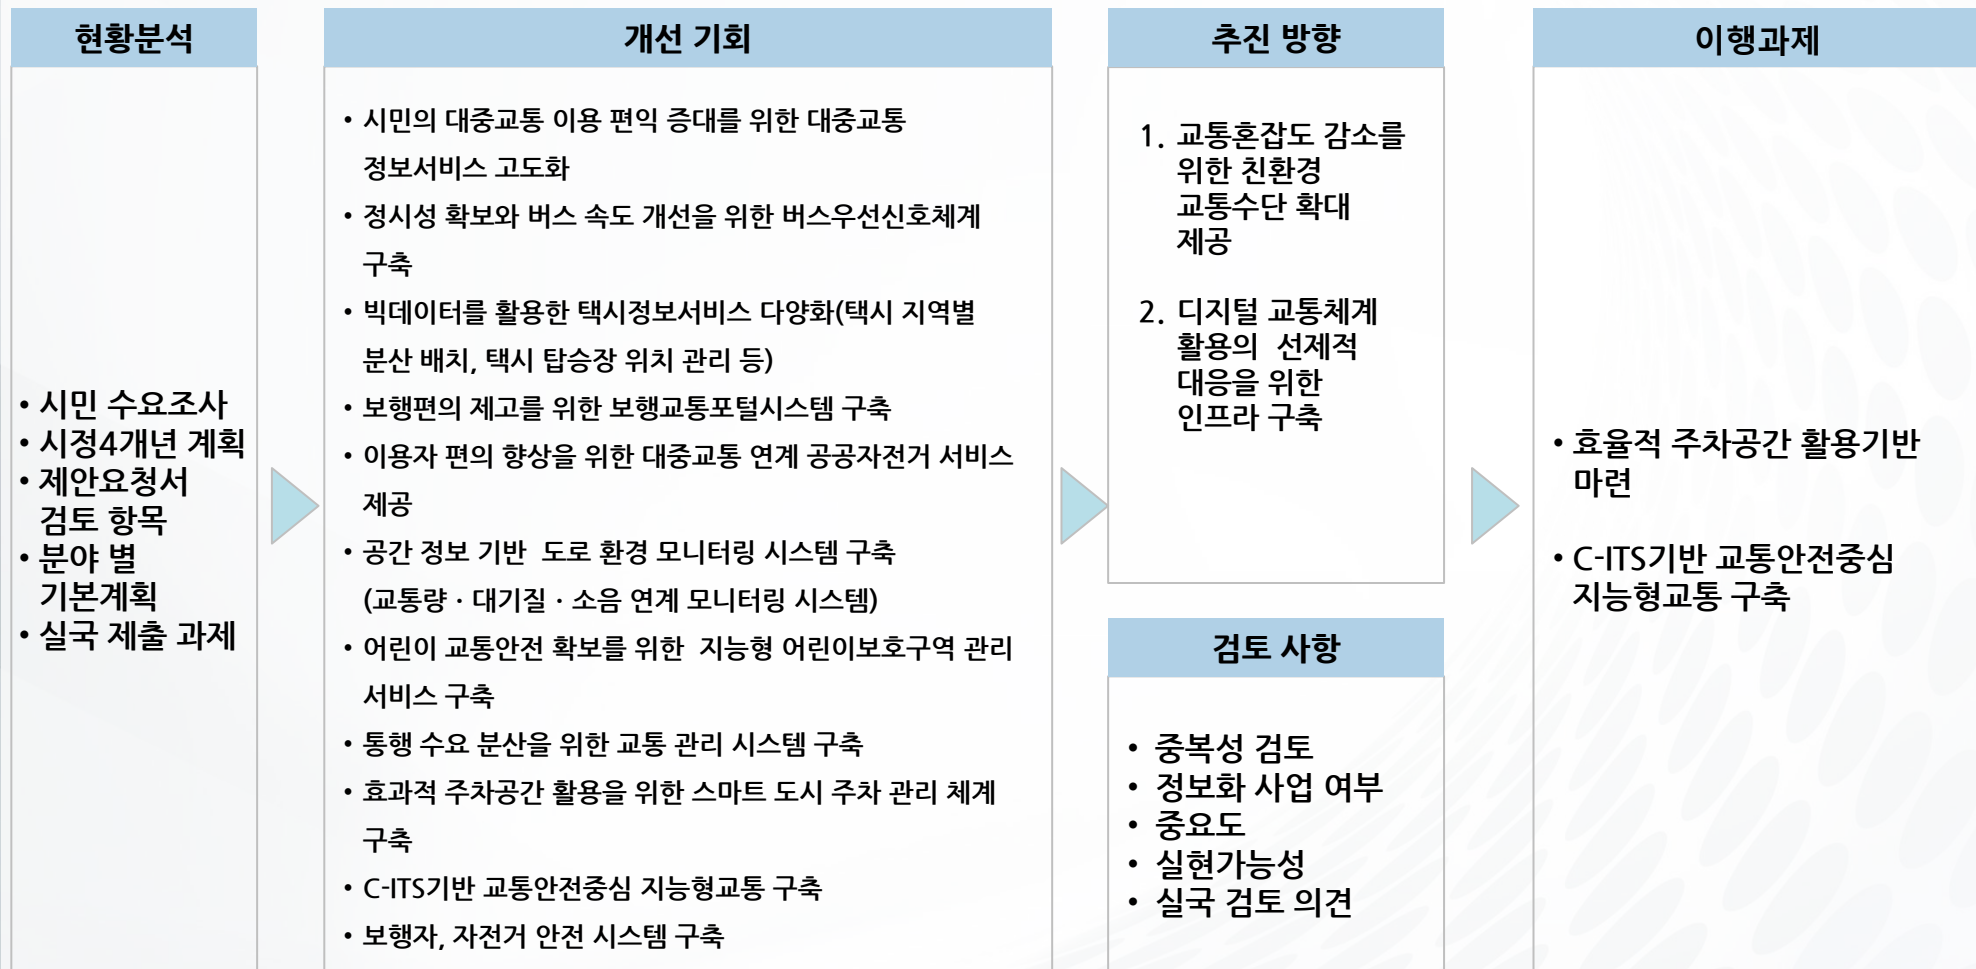 현황분석
• 시민 수요조사
• 시정4개년 계획
• 제안요청서
검토 항목
• 분야 별
기본계획
• 실국 제출 과제
개선 기회
• 시민의 대중교통 이용 편익 증대를 위한 대중교통
정보서비스 고도화
• 정시성 확보와 버스 속도 개선을 위한 버스우선신호체계
구축
• 빅데이터를 활용한 택시정보서비스 다양화(택시 지역별
분산 배치, 택시 탑승장 위치 관리 등)
• 보행편의 제고를 위한 보행교통포털시스템 구축
• 이용자 편의 향상을 위한 대중교통 연계 공공자전거 서비스
제공
• 공간 정보 기반 도로 환경 모니터링 시스템 구축
(교통량 · 대기질 · 소음 연계 모니터링 시스템)
• 어린이 교통안전 확보를 위한 지능형 어린이보호구역 관리
서비스 구축
• 통행 수요 분산을 위한 교통 관리 시스템 구축
• 효과적 주차공간 활용을 위한 스마트 도시 주차 관리 체계
구축
• C-ITS기반 교통안전중심 지능형교통 구축
• 보행자, 자전거 안전 시스템 구축
추진 방향
1. 교통혼잡도 감소를
위한 친환경
교통수단 확대
제공
2. 디지털 교통체계
활용의 선제적
대응을 위한
인프라 구축
검토 사항
• 중복성 검토
• 정보화 사업 여부
• 중요도
• 실현가능성
• 실국 검토 의견
이행과제
• 효율적 주차공간 활용기반
마련
• C-ITS기반 교통안전중심
지능형교통 구축